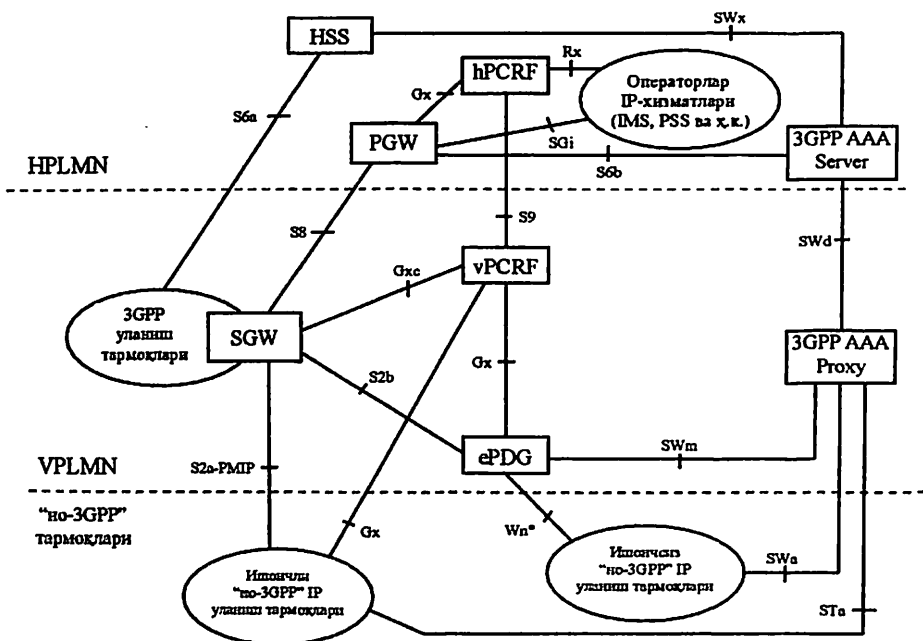 SWx
HSS
hPCRF
Rx
Gx
Операторлар
IP-хизматлари
(IMS, PSS ва ҳ.к.)
S6a
PGW
SGi
S6b
3GPP AAA
Server
HPLMN
S8
S9
SWd
Gxc
vPCRF
3GPP
уланиш
тармоқлари
SGW
3GPP AAA
Proxy
Gx
S2b
ePDG
SWm
VPLMN
S2a-PMIP
“но-3GPP”
тармоқлари
Gx
Wn*
Ишончсиз
“но-3GPP” IP
уланиш тармоқлари
SWa
Ишончли
“но-3GPP” IP
уланиш тармоқлари
STa